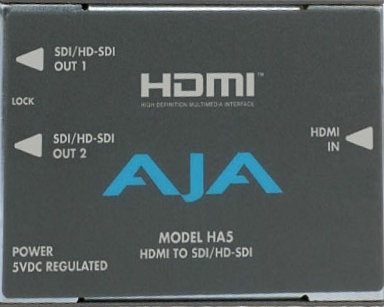 SDI/HD-SDI
OUT 1
HDMI™
HIGH DEFINITION MULTIMEDIA INTERFACE
LOCK
SDI/HD-SDI
OUT 2
HDMI
IN
AJA
MODEL HA5
HDMI TO SDI/HD-SDI
POWER
5VDC REGULATED